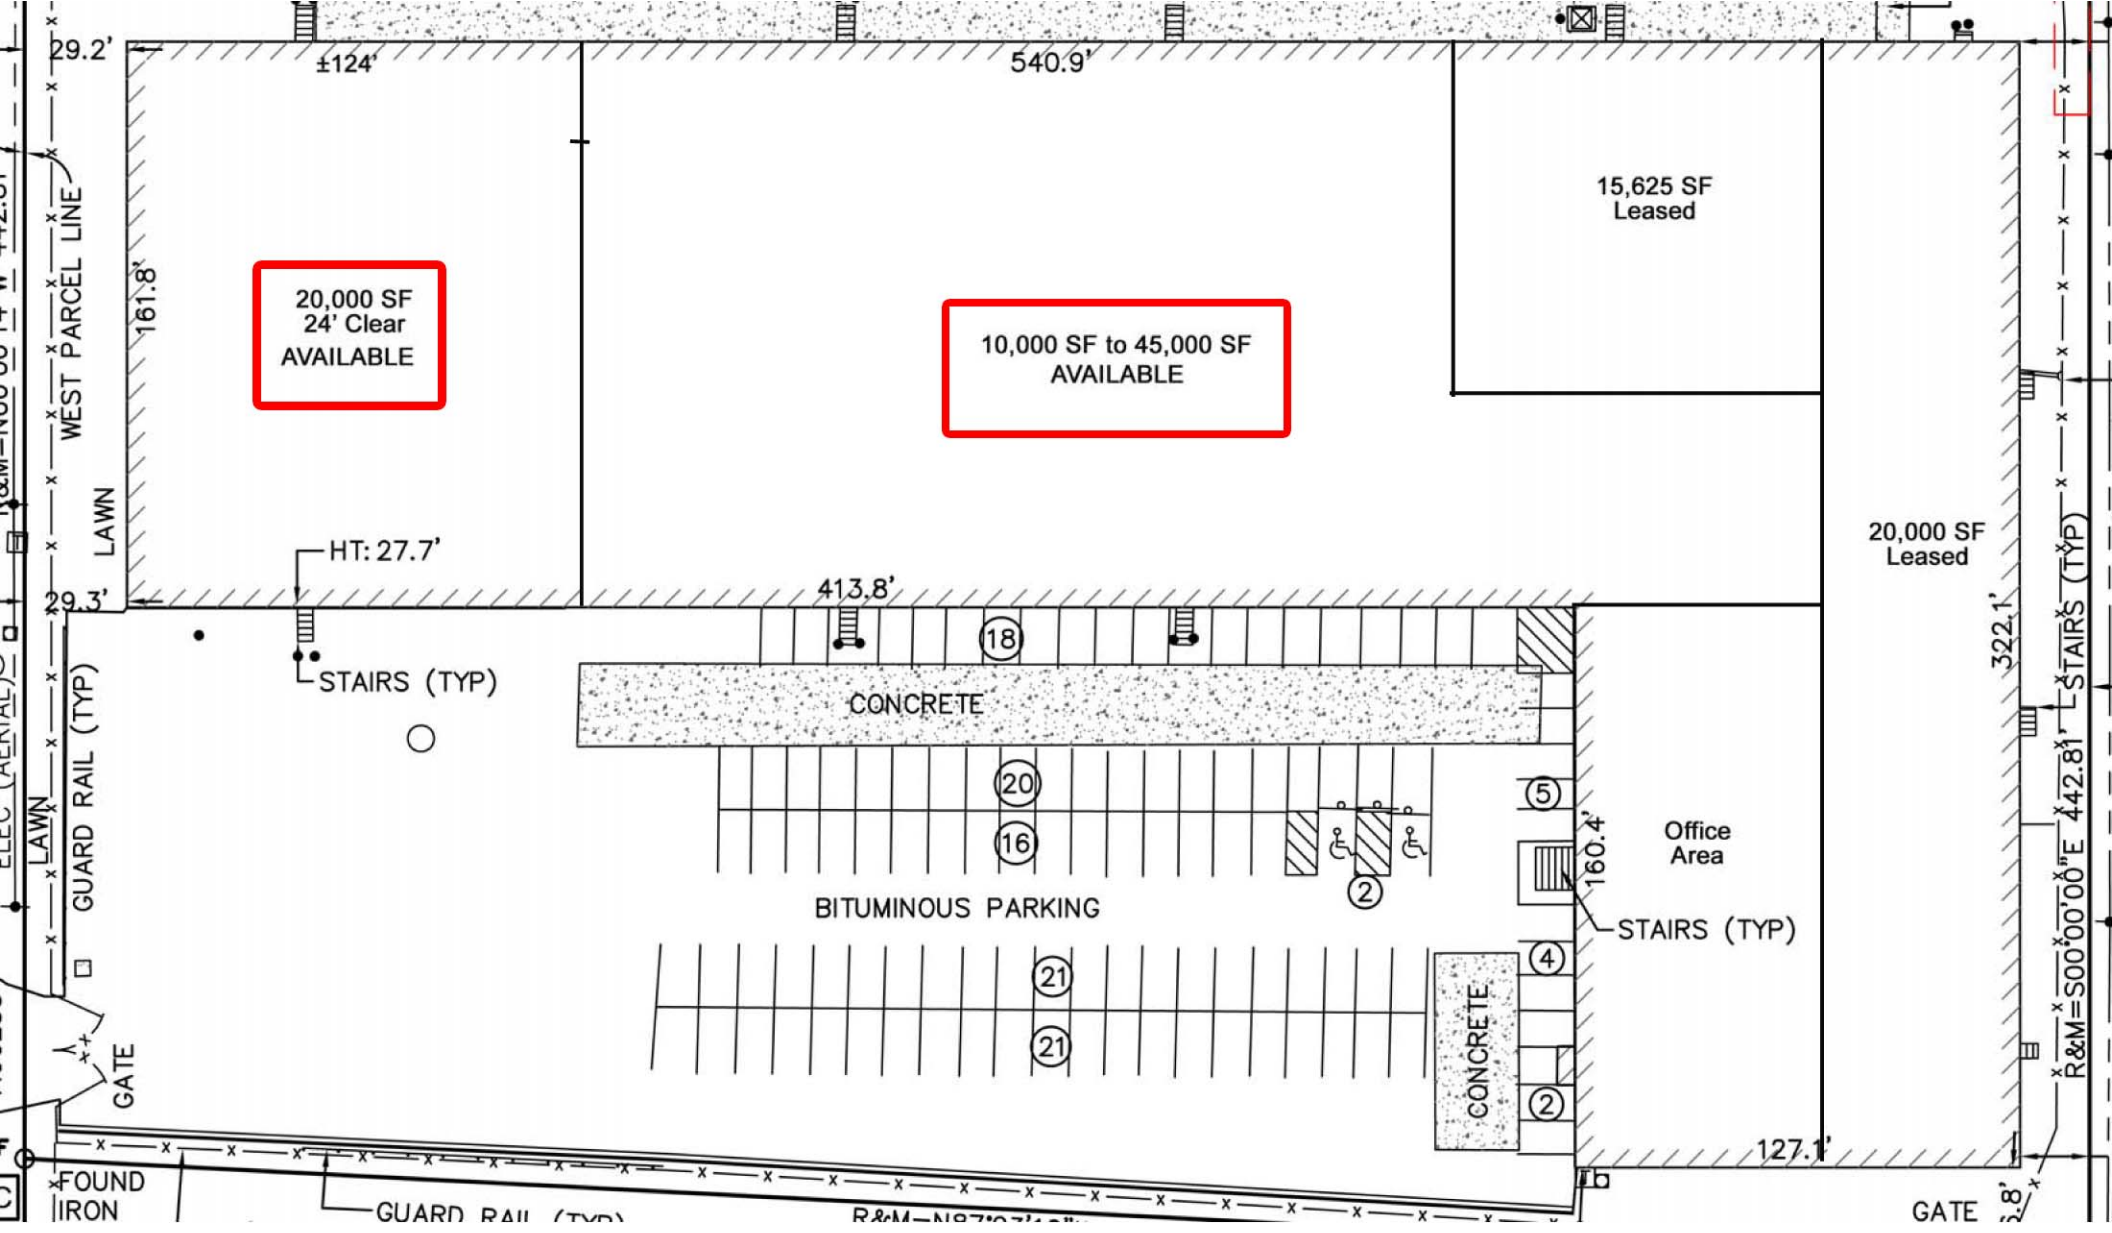 29.2'
±124'
540.9'
15,625 SF
Leased
WEST PARCEL LINE
161.8'
20,000 SF
24' Clear
AVAILABLE
10,000 SF to 45,000 SF
AVAILABLE
LAWN
HT: 27.7'
20,000 SF
Leased
29.3'
413.8'
322.1'
STAIRS (TYP)
18
STAIRS (TYP)
CONCRETE
GUARD RAIL (TYP)
ELEC (AERIAL)
LAWN
20
5
16
2
160.4'
Office
Area
BITUMINOUS PARKING
STAIRS (TYP)
R&M=S00°00'00"E 442.81'
21
4
21
CONCRETE
2
GATE
127.1'
FOUND
IRON
GUARD RAIL (TYP)
GATE